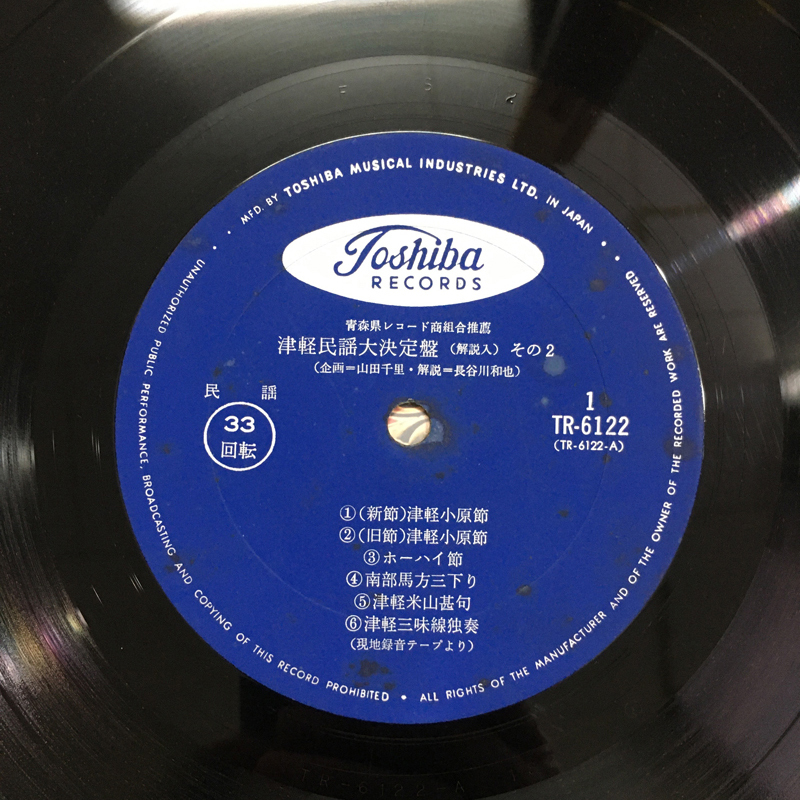 MFD. BY TOSHIBA MUSICAL INDUSTRIES LTD. IN JAPAN
Toshiba
RECORDS
青森県レコード商組合推薦
津軽民謡大決定盤（解説入）その2
（企画＝山田千里・解説＝長谷川和也）
民 謡
33
回転
1
TR-6122
(TR-6122-A)
①（新節）津軽小原節
②（旧節）津軽小原節
③ホーハイ節
④南部馬方三下り
⑤津軽米山甚句
⑥津軽三味線独奏
（現地録音テープより）
UNAUTHORIZED PUBLIC PERFORMANCE, BROADCASTING AND COPYING OF THIS RECORD PROHIBITED • ALL RIGHTS OF THE MANUFACTURER AND OF THE OWNER OF THE RECORDED WORK ARE RESERVED
TR-6122-A